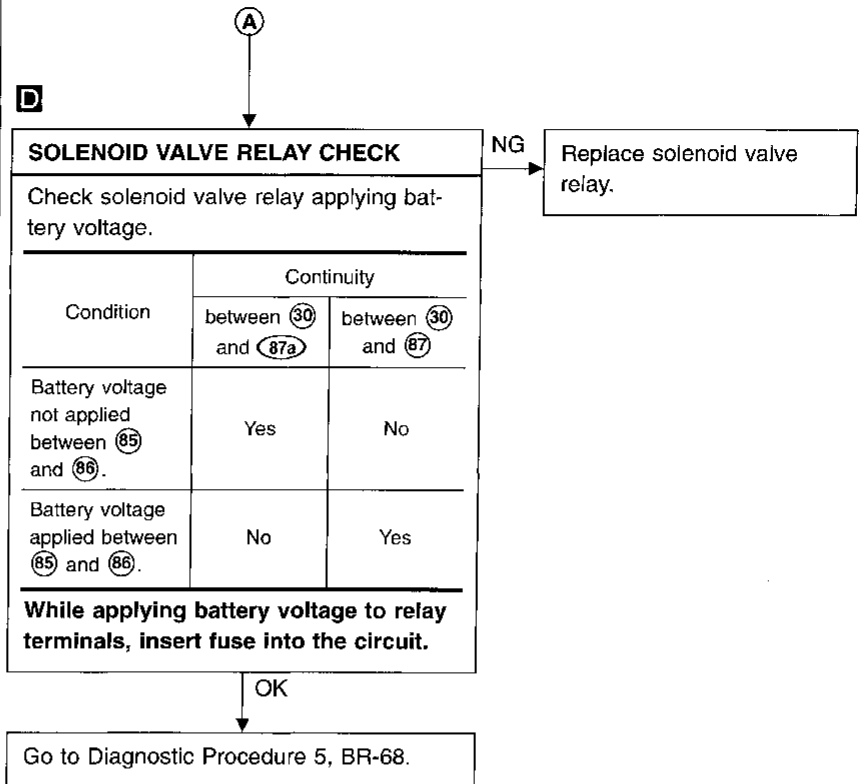 A
D
SOLENOID VALVE RELAY CHECK
NG
Replace solenoid valve
relay.
Check solenoid valve relay applying bat-
tery voltage.
Condition
Continuity
between 30
and 87a
between 30
and 87
Battery voltage
not applied
between 85
and 86.
Yes
No
Battery voltage
applied between
85 and 86.
No
Yes
While applying battery voltage to relay
terminals, insert fuse into the circuit.
OK
Go to Diagnostic Procedure 5, BR-68.